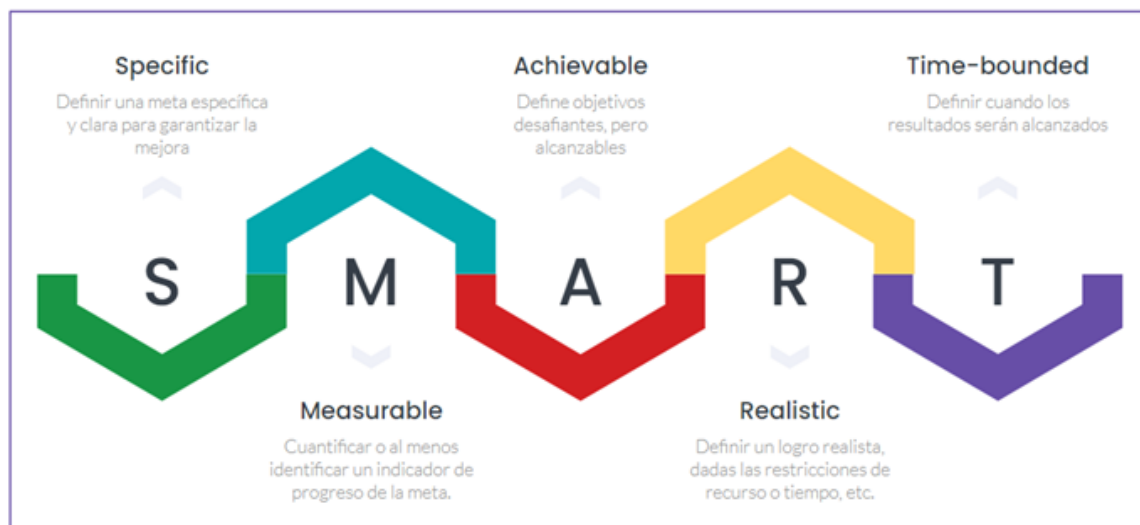 Specific
Definir una meta específica
y clara para garantizar la
mejora
Achievable
Define objetivos
desafiantes, pero
alcanzables
Time-bounded
Definir cuando los
resultados serán alcanzados
S
M
A
R
T
Measurable
Cuantificar o al menos
identificar un indicador de
progreso de la meta.
Realistic
Definir un logro realista,
dadas las restricciones de
recurso o tiempo, etc.